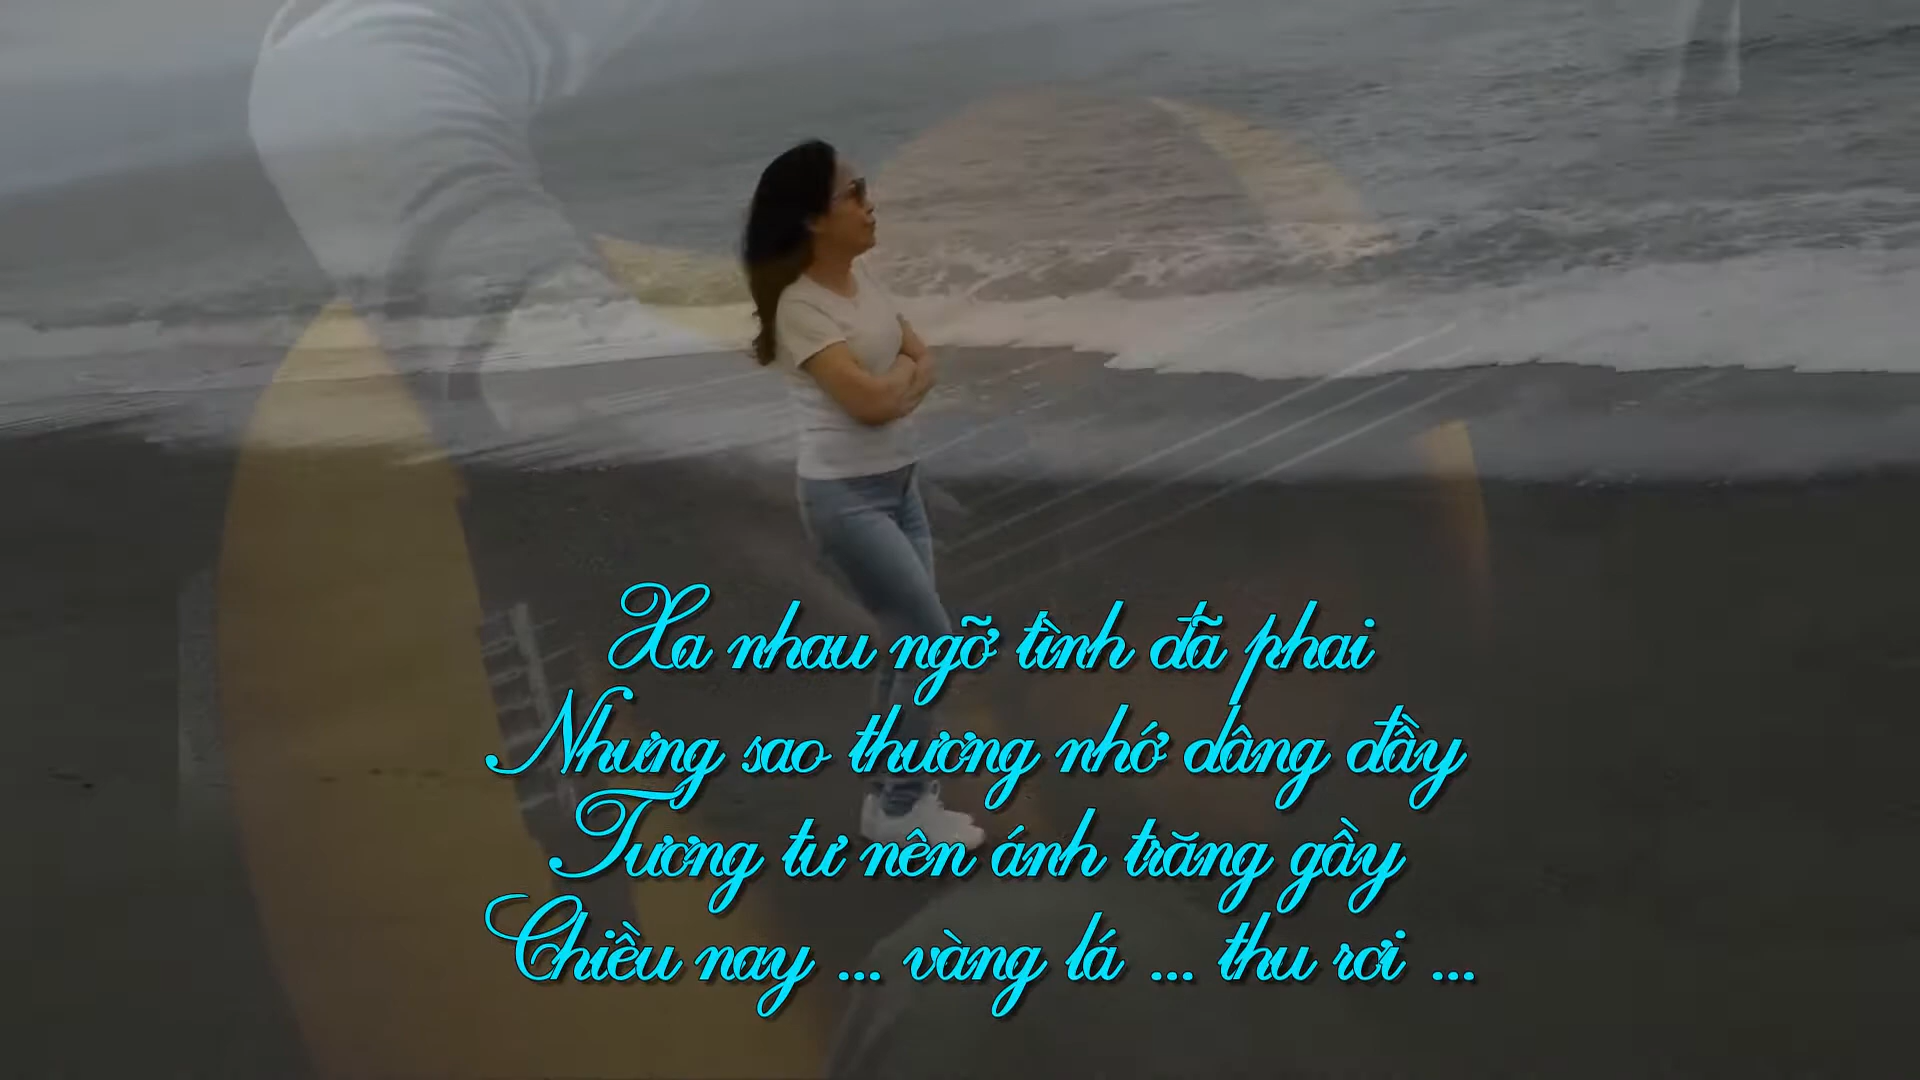 Xa nhau ngỡ tình đã phai
Nhưng sao thương nhớ dâng đầy
Tương tư nên ánh trăng gầy
Chiều nay ... vàng lá ... thu rơi ...